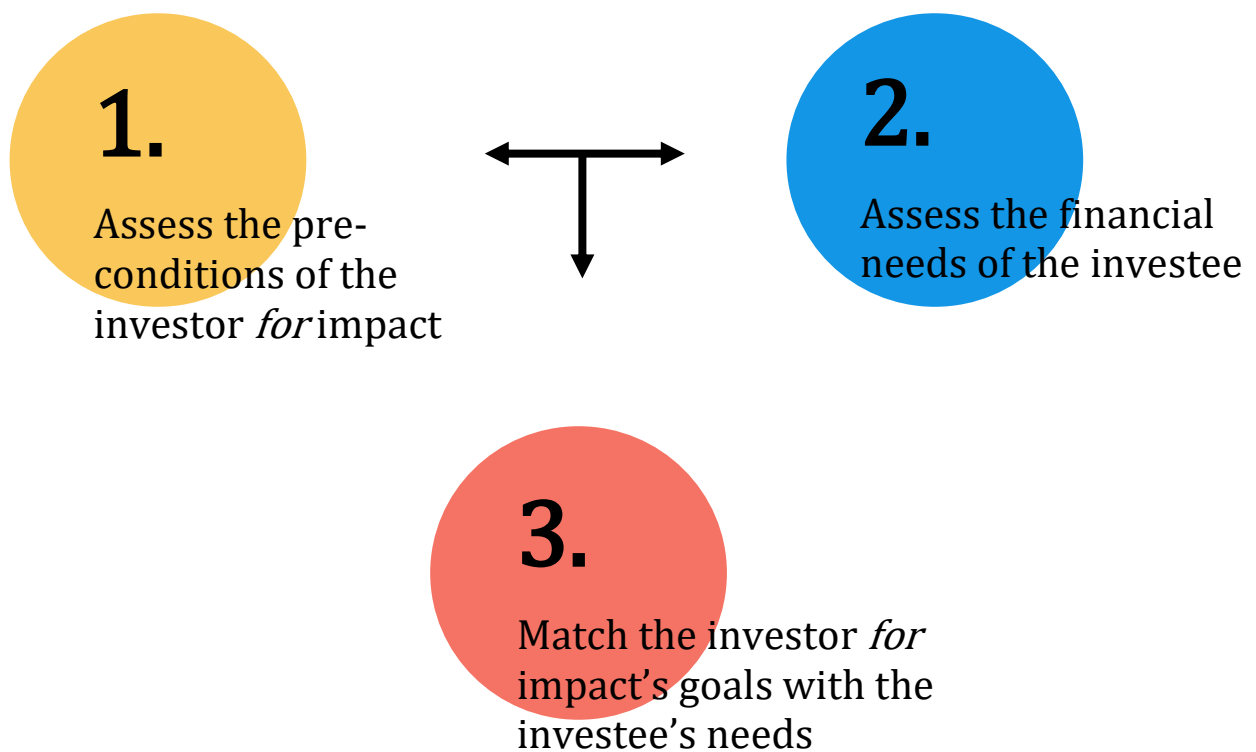 1.
Assess the pre-
conditions of the
investor for impact
2.
Assess the financial
needs of the investee
3.
Match the investor for
impact’s goals with the
investee’s needs